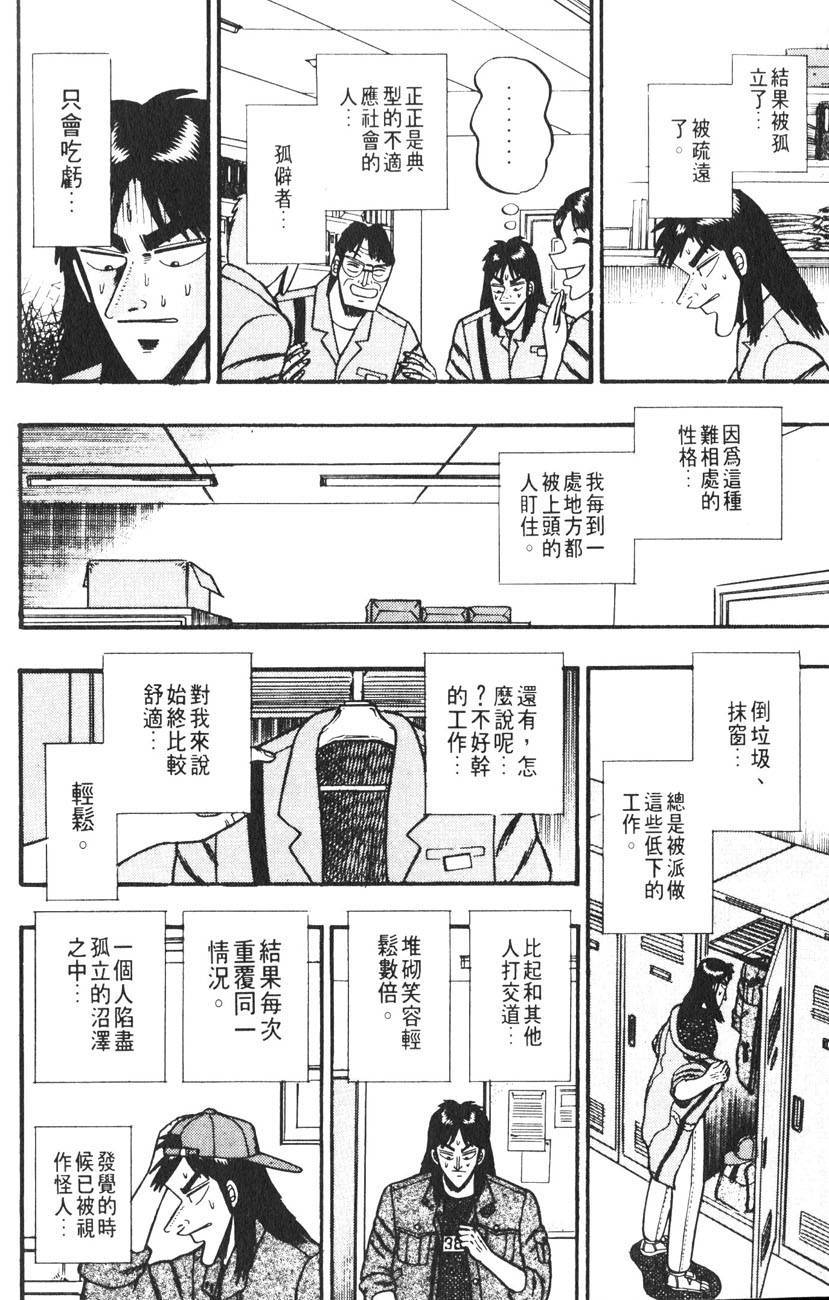 結果被孤
立了…
被疏遠
了。
……
……
正正是典
型的不適
應社會的
人…
孤僻者…
只會吃虧…
因爲這種
難相處的
性格…
我每到一
處地方都
被上頭的
人盯住。
倒垃圾、
抹窗…
總是被派做
這些低下的
工作。
還有，怎
麼說呢…
？不好幹
的工作…
對我來說
始終比較
舒適…
輕鬆。
比起和其他
人打交道…
堆砌笑容輕
鬆數倍。
38
結果每次
重覆同一
情況。
一個人陷盡
孤立的沼澤
之中…
發覺的時
候已被視
作怪人…